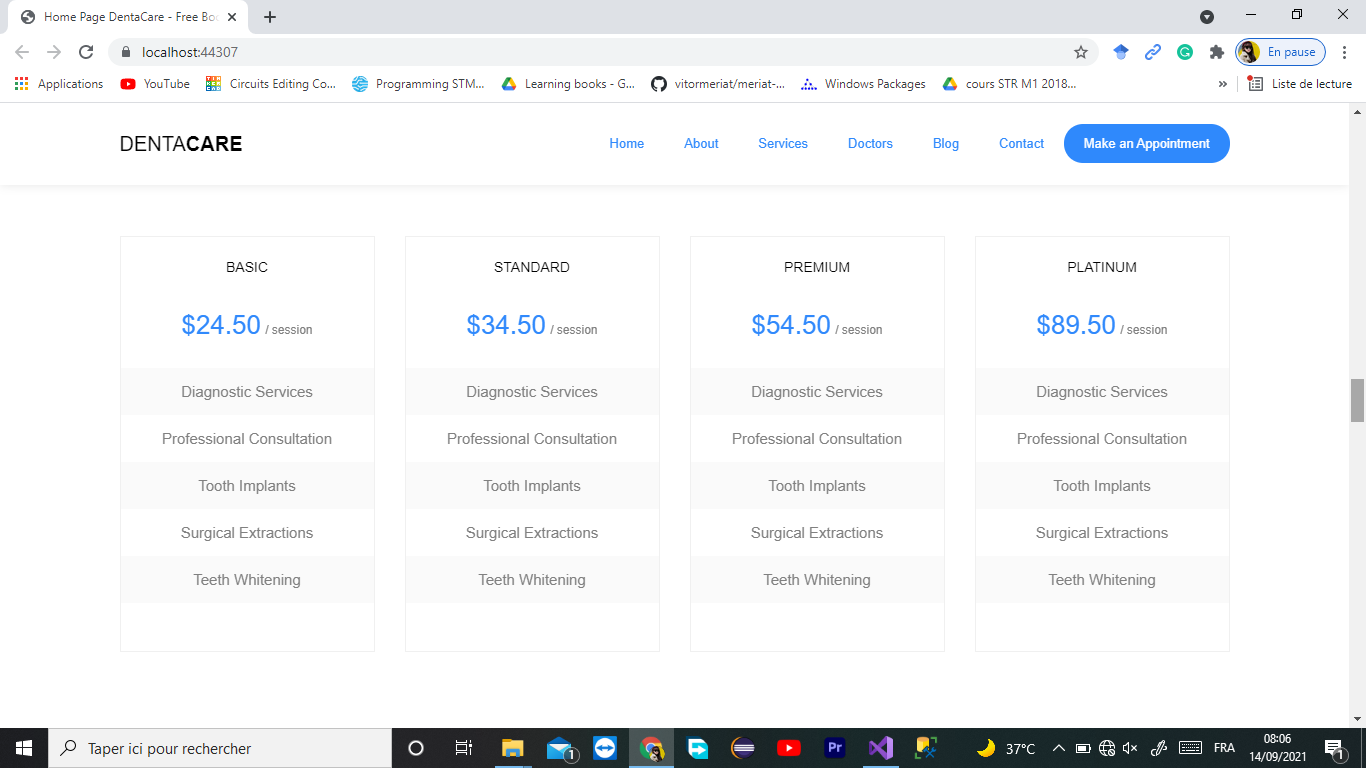 Home Page DentaCare - Free Boo
localhost:44307
En pause
Applications
YouTube
Circuits Editing Co...
Programming STM...
Learning books - G...
vitormeriat/meriat-...
Windows Packages
cours STR M1 2018...
»
Liste de lecture
DENTACARE
Home
About
Services
Doctors
Blog
Contact
Make an Appointment
BASIC
$24.50 / session
Diagnostic Services
Professional Consultation
Tooth Implants
Surgical Extractions
Teeth Whitening
STANDARD
$34.50 / session
Diagnostic Services
Professional Consultation
Tooth Implants
Surgical Extractions
Teeth Whitening
PREMIUM
$54.50 / session
Diagnostic Services
Professional Consultation
Tooth Implants
Surgical Extractions
Teeth Whitening
PLATINUM
$89.50 / session
Diagnostic Services
Professional Consultation
Tooth Implants
Surgical Extractions
Teeth Whitening
Taper ici pour rechercher
1
Pr
37°C
FRA
08:06
14/09/2021
1